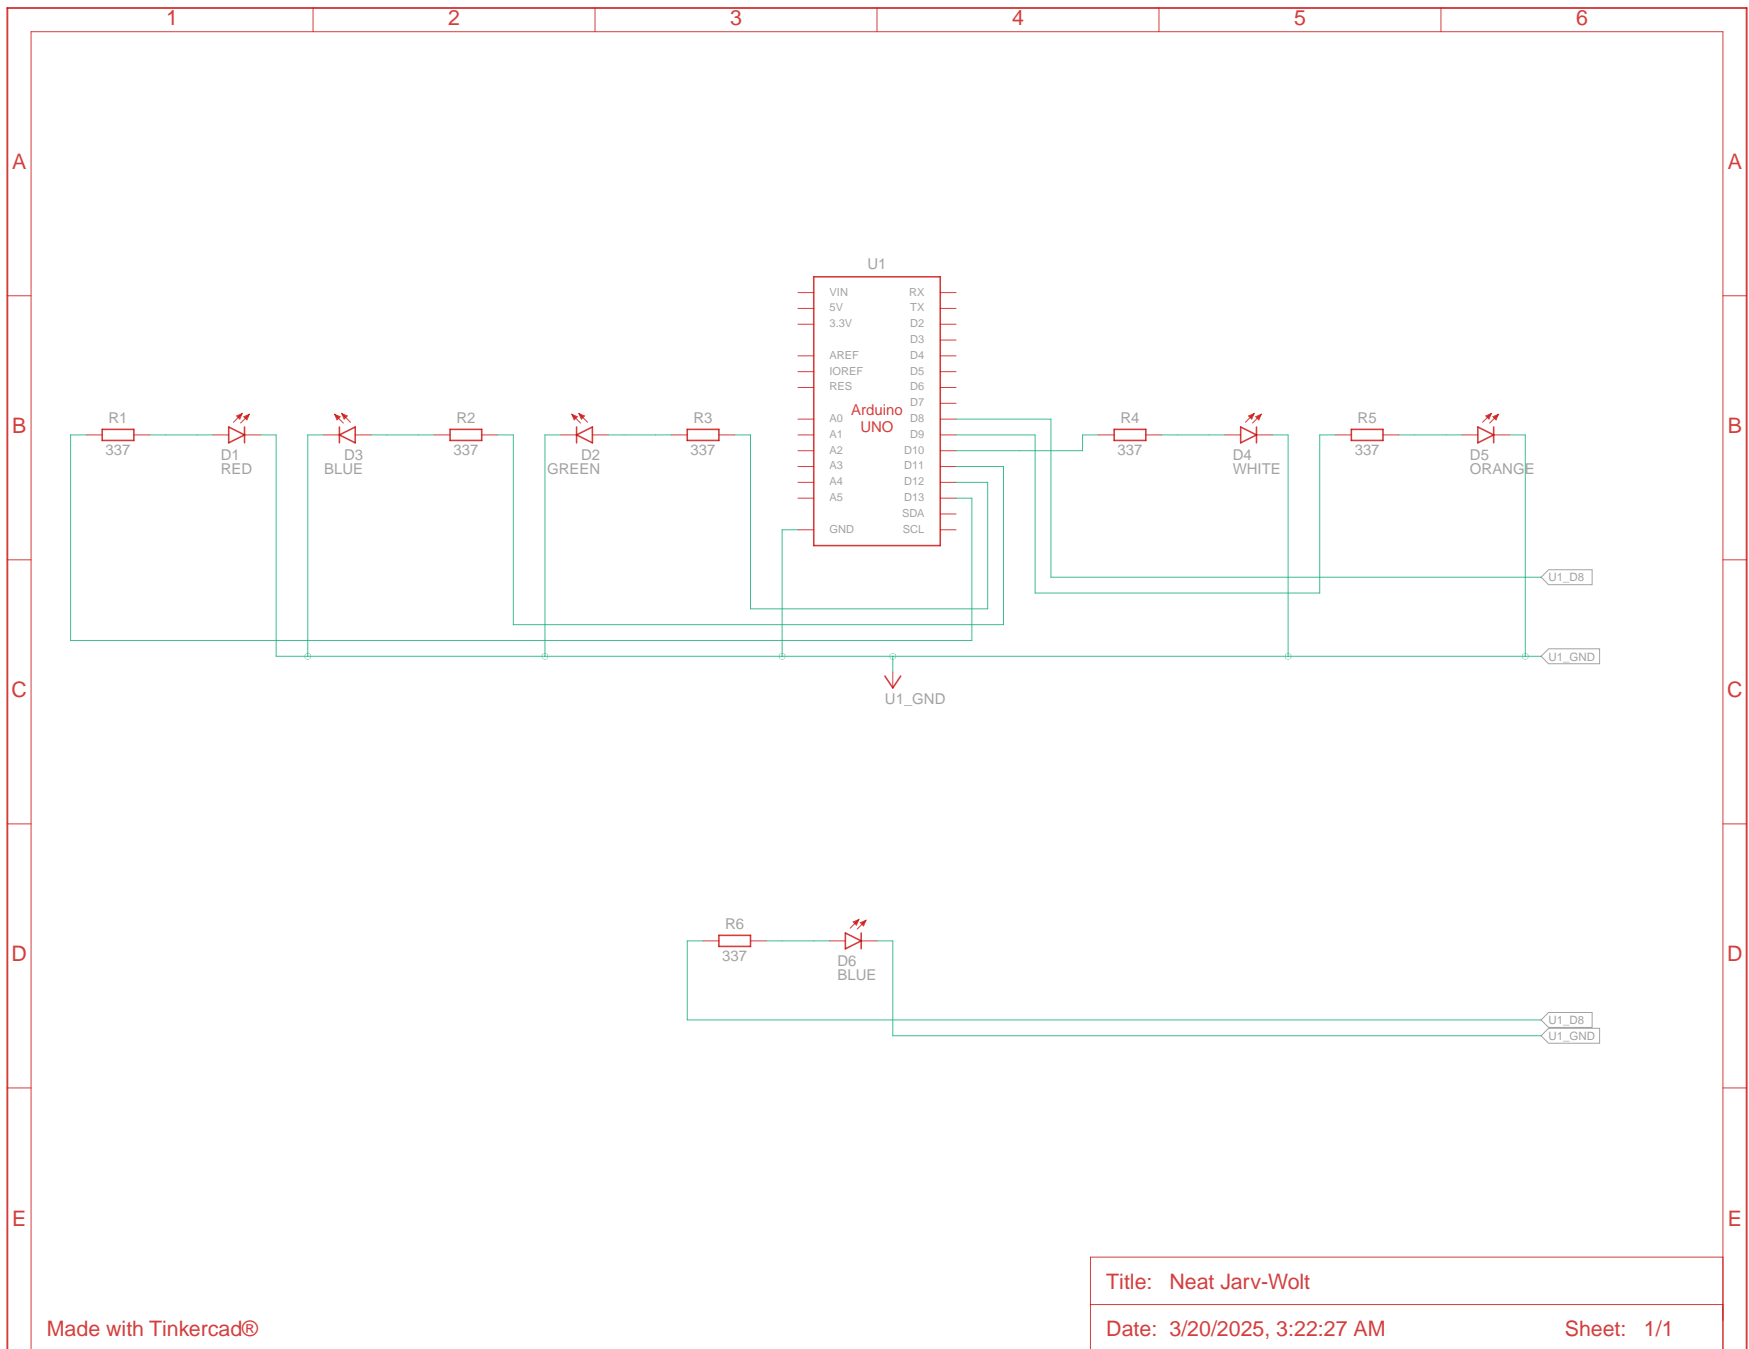 1 2 3 4 5 6
A A
U1
VIN RX
5V TX
3.3V D2
D3
AREF D4
IOREF D5
RES D6
D7
A0 D8
A1 D9
A2 D10
A3 D11
A4 D12
A5 D13
SDA
GND SCL
Arduino
UNO
B B
R1 R2 R3 R4 R5
337 337 337 337 337
D1 D3 D2 D4 D5
RED BLUE GREEN WHITE ORANGE
U1_D8
U1_GND
C C
U1_GND
R6
D D
337
D6
BLUE
U1_D8
U1_GND
E E
Title: Neat Jarv-Wolt
Made with Tinkercad®
Date: 3/20/2025, 3:22:27 AM Sheet: 1/1